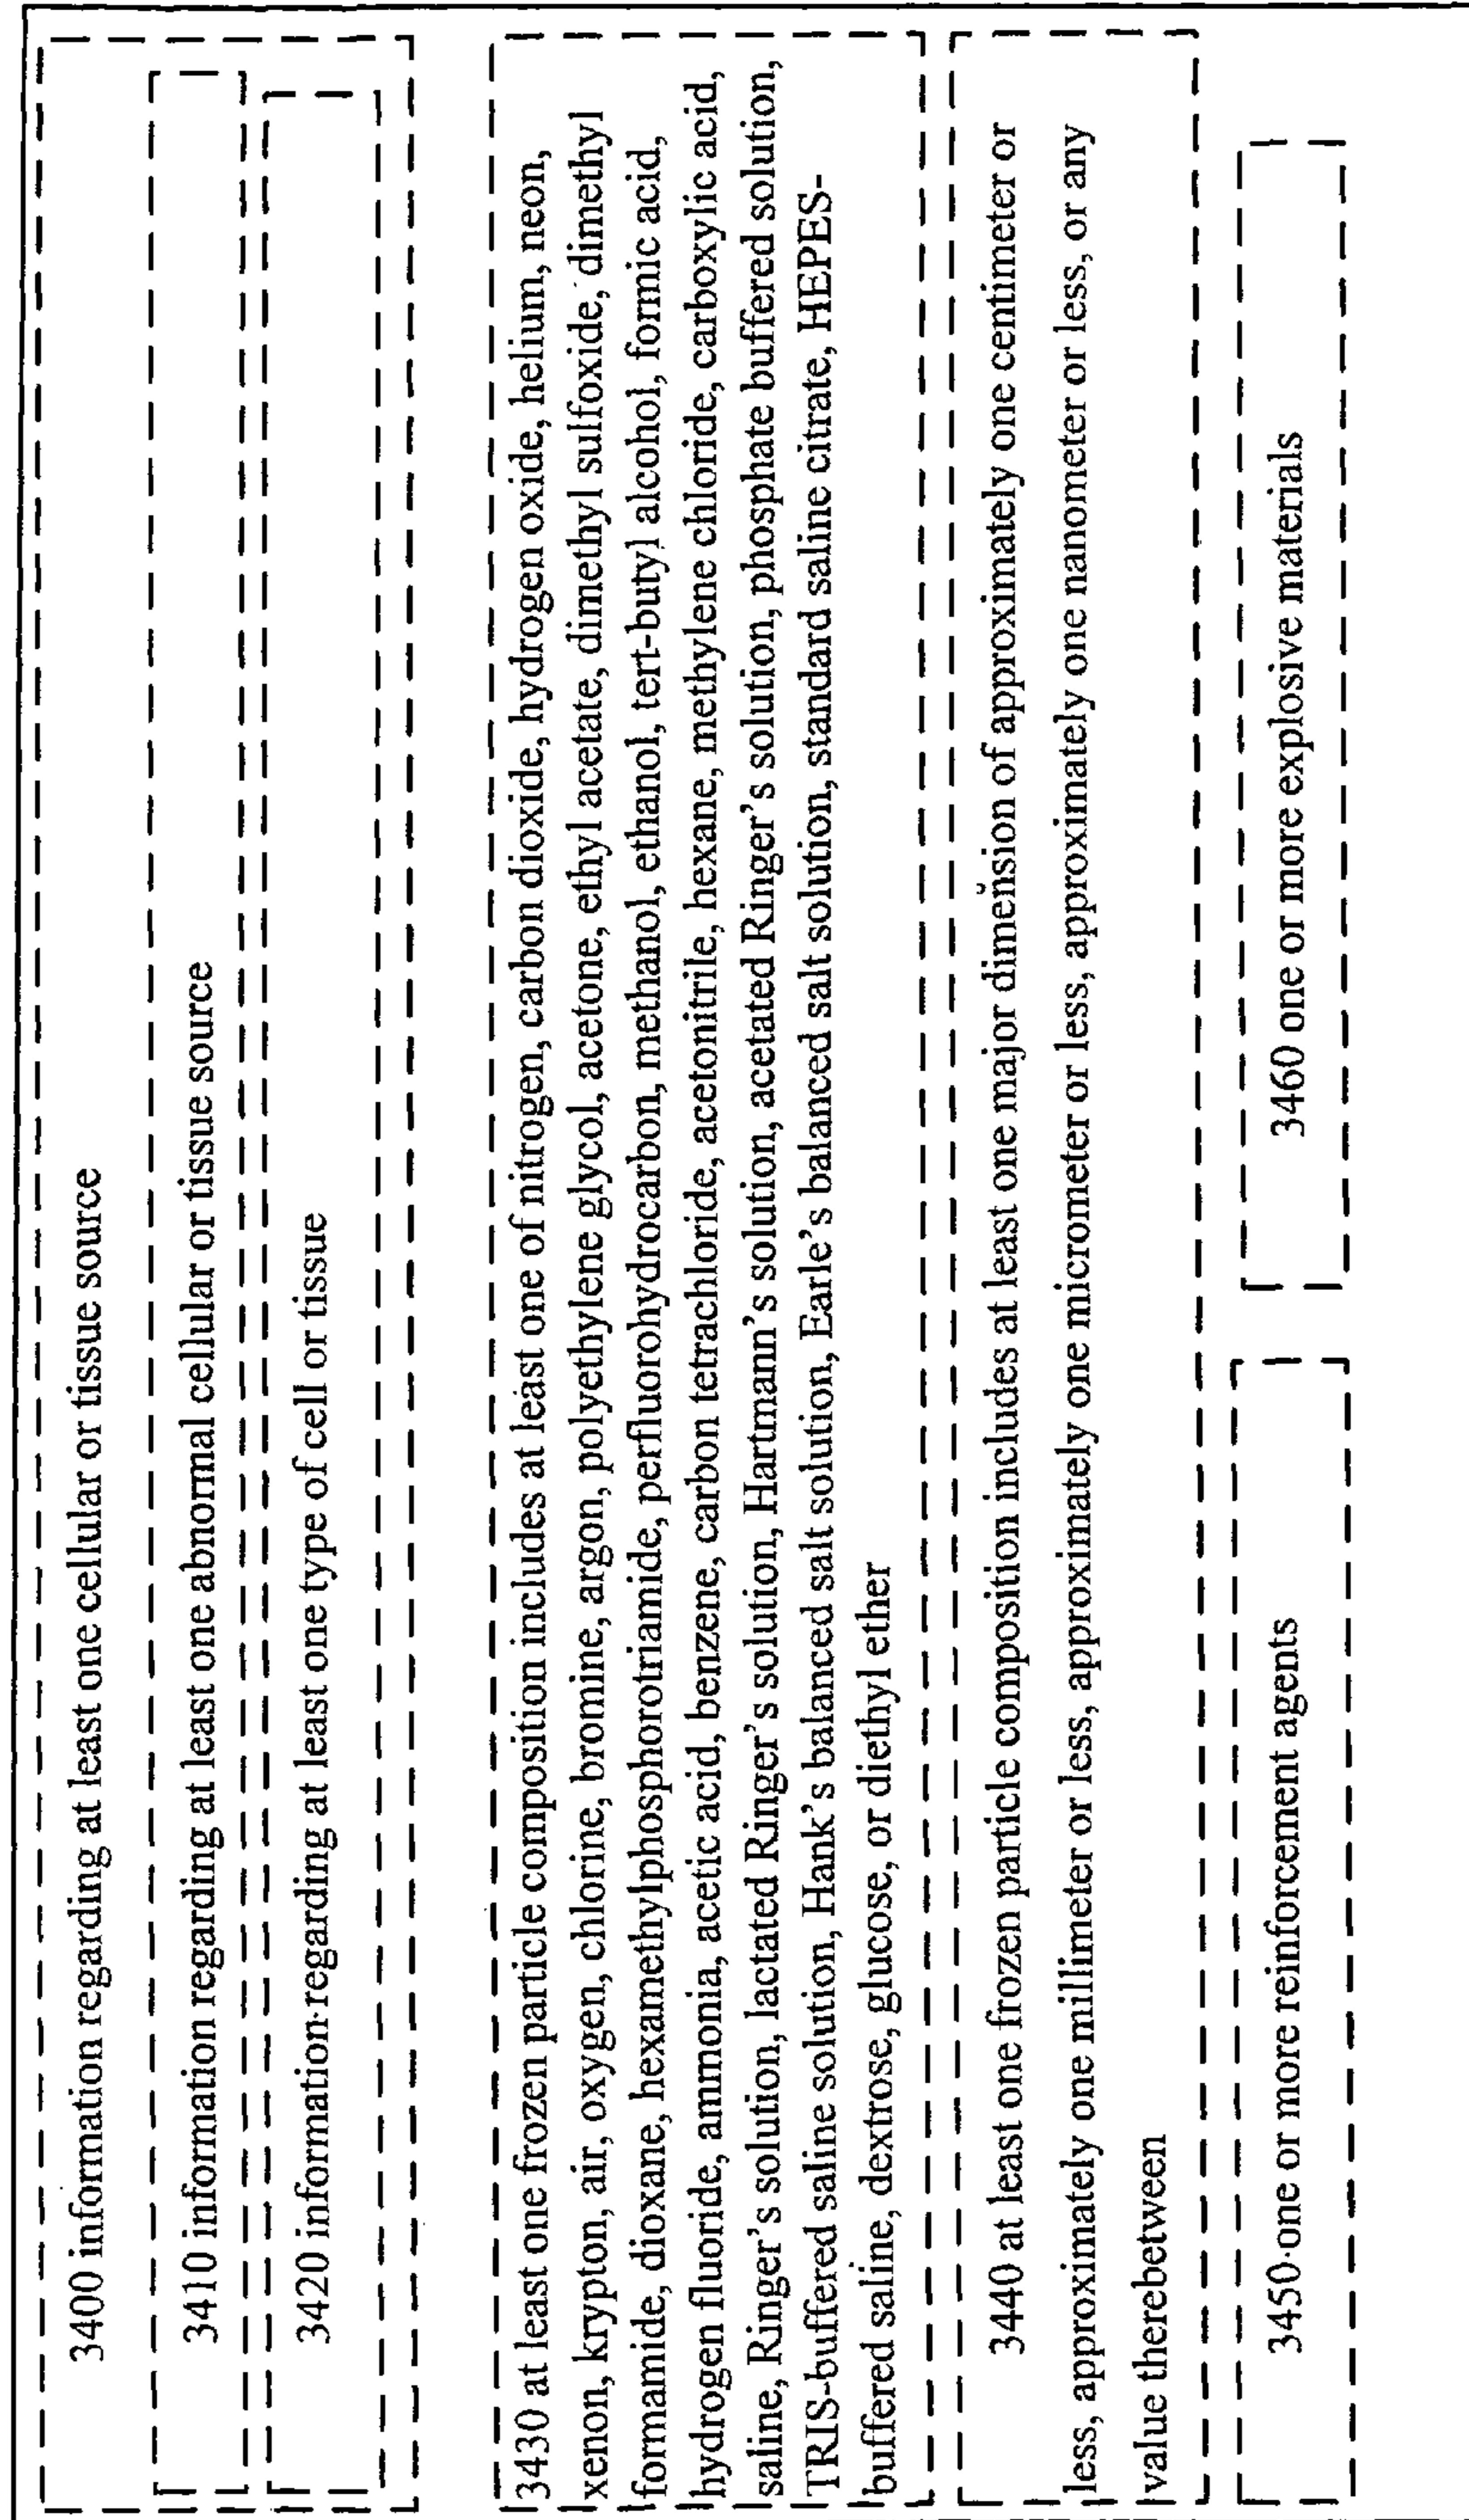 3400 information regarding at least one cellular or tissue source
3410 information regarding at least one abnormal cellular or tissue source
3420 information regarding at least one type of cell or tissue
3430 at least one frozen particle composition includes at least one of nitrogen, carbon dioxide, hydrogen oxide, helium, neon,
xenon, krypton, air, oxygen, chlorine, bromine, argon, polyethylene glycol, acetone, ethyl acetate, dimethyl sulfoxide, dimethyl
formamide, dioxane, hexamethylphosphorotriamide, perfluorohydrocarbon, methanol, ethanol, tert-butyl alcohol, formic acid,
hydrogen fluoride, ammonia, acetic acid, benzene, carbon tetrachloride, acetonitrile, hexane, methylene chloride, carboxylic acid,
saline, Ringer's solution, lactated Ringer's solution, Hartmann's solution, acetated Ringer's solution, phosphate buffered solution,
TRIS-buffered saline solution, Hank's balanced salt solution, Earle's balanced salt solution, standard saline citrate, HEPES-
buffered saline, dextrose, glucose, or diethyl ether
3440 at least one frozen particle composition includes at least one major dimension of approximately one centimeter or
less, approximately one millimeter or less, approximately one micrometer or less, approximately one nanometer or less, or any
value therebetween
3450 one or more reinforcement agents
3460 one or more explosive materials